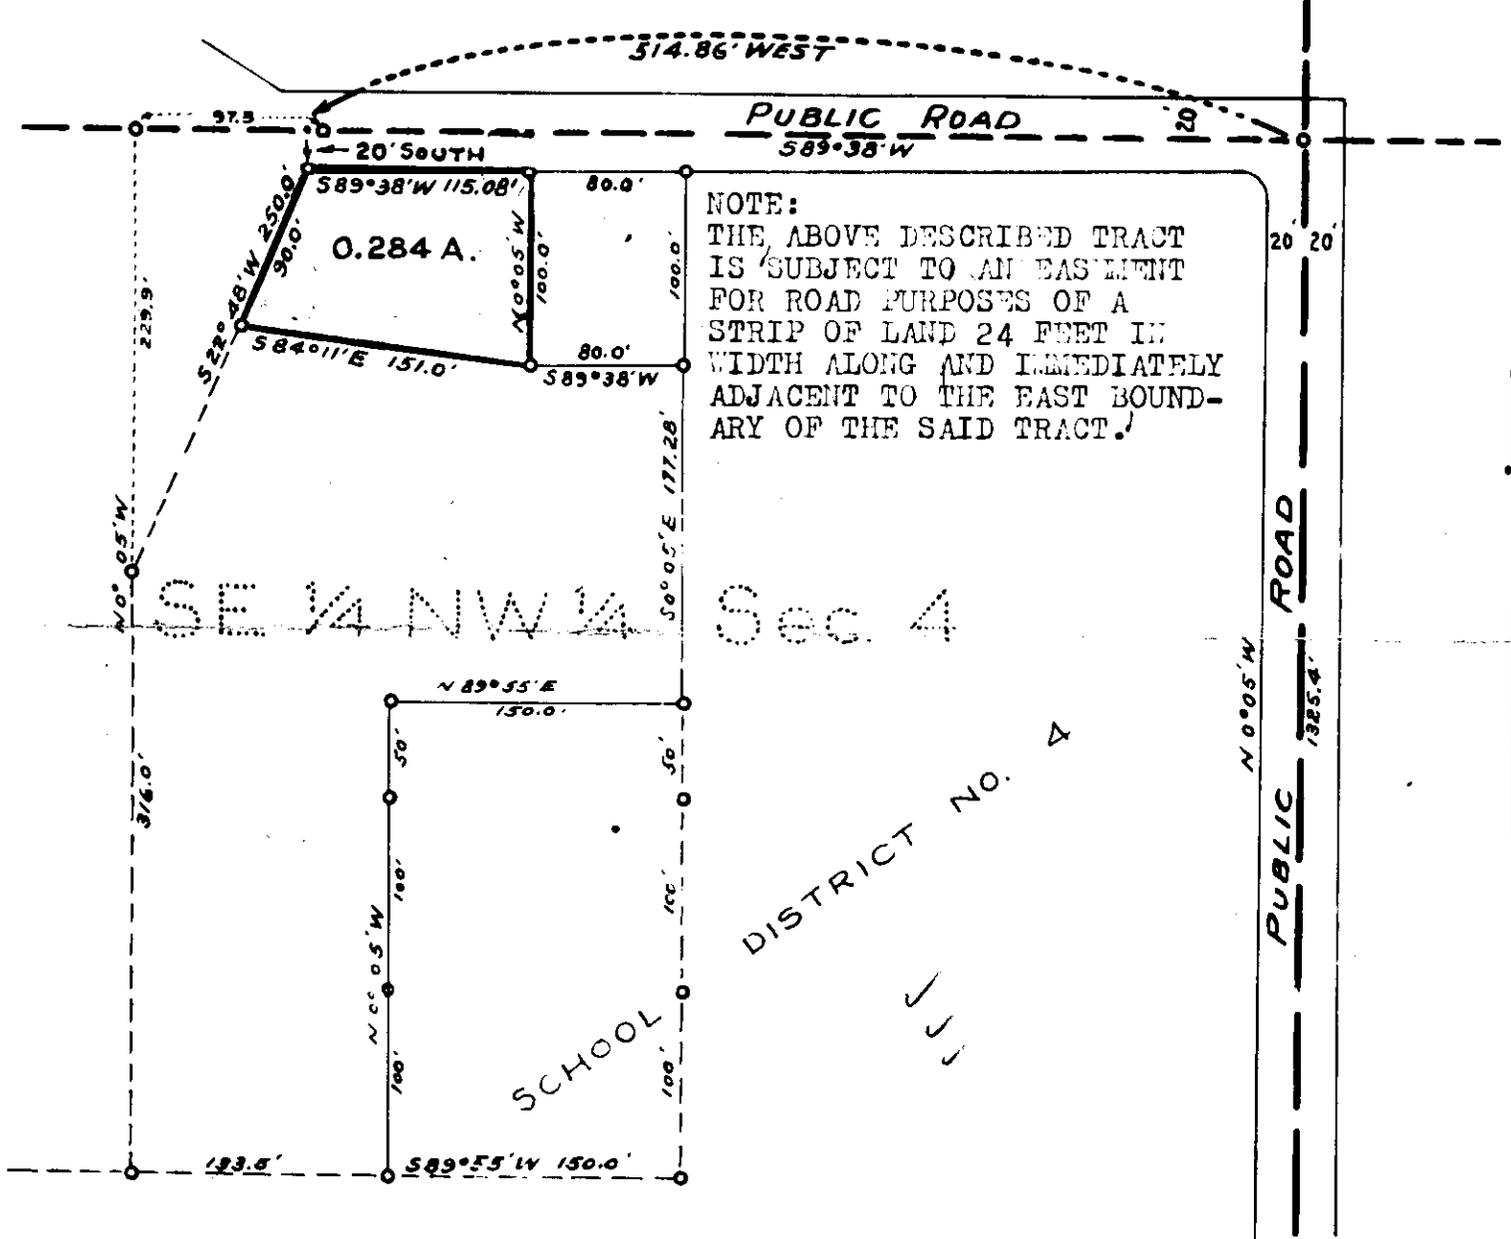 514.86' WEST
PUBLIC ROAD
20'
97.5
S89°38'W
20' SOUTH
S89°38'W 115.08'
80.0'
S22°48'W 250.0'
90.0'
0.284 A.
N0°05'W
100.0'
100.0'
229.9'
S84°11'E 151.0'
80.0'
S89°38'W
NOTE:
THE ABOVE DESCRIBED TRACT
IS SUBJECT TO AN EASEMENT
FOR ROAD PURPOSES OF A
STRIP OF LAND 24 FEET IN
WIDTH ALONG AND IMMEDIATELY
ADJACENT TO THE EAST BOUND-
ARY OF THE SAID TRACT.
20' 20'
S0°05'E 177.28'
N0°05'W
SE 1/4 NW 1/4 Sec. 4
N 89°55'E
150.0'
50'
50'
316.0'
100'
100'
N0°05'W
100'
100'
SCHOOL DISTRICT NO. 4
N0°05'W
1325.4'
PUBLIC ROAD
S89°55'W 150.0'